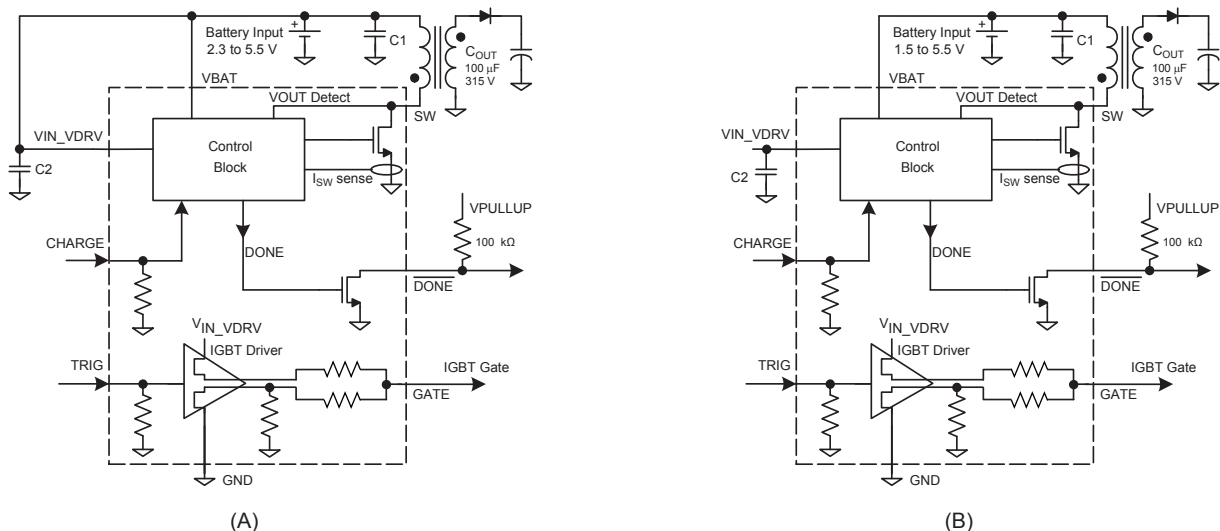 +
Battery Input
2.3 to 5.5 V
C1
COUT
100 μF
315 V
VBAT
VOUT Detect
SW
VIN_VDRV
C2
Control
Block
ISW sense
VPULLUP
100 kΩ
CHARGE
DONE
DONE
VIN_VDRV
IGBT Driver
TRIG
IGBT Gate
GATE
GND
(A)
+
Battery Input
1.5 to 5.5 V
C1
COUT
100 μF
315 V
VBAT
VOUT Detect
SW
VIN_VDRV
C2
Control
Block
ISW sense
VPULLUP
100 kΩ
CHARGE
DONE
DONE
VIN_VDRV
IGBT Driver
TRIG
IGBT Gate
GATE
GND
(B)